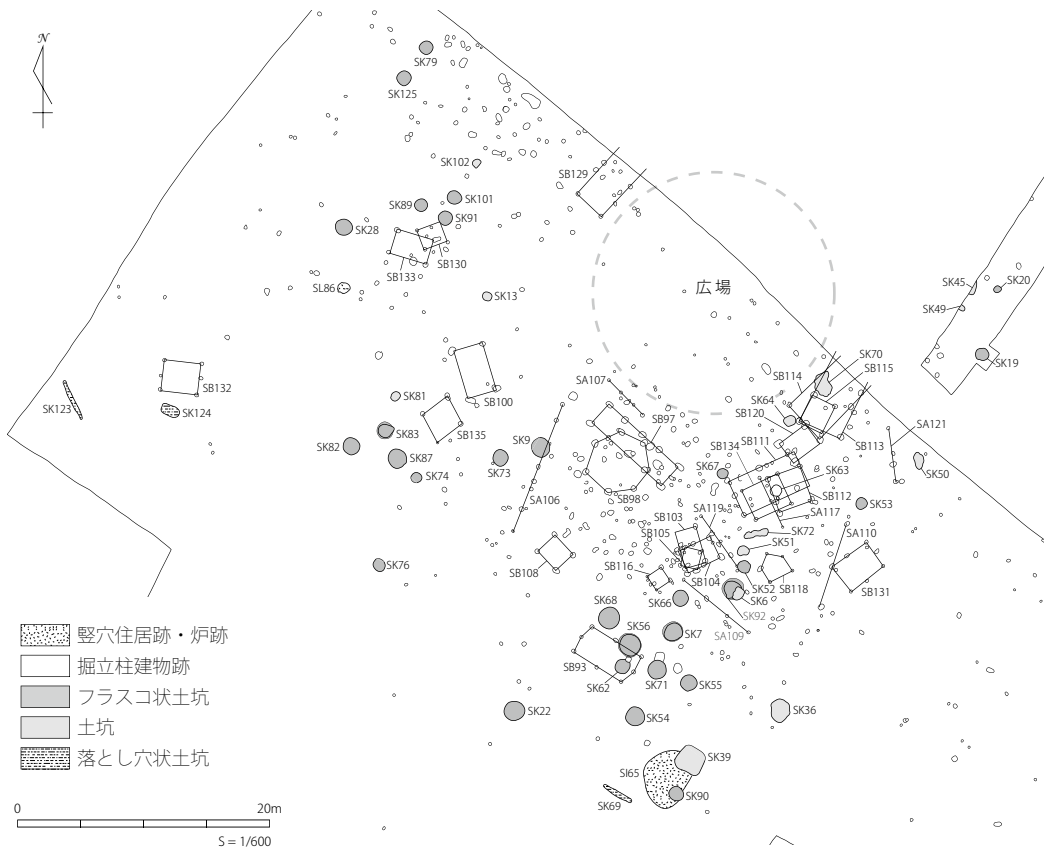 N
SK79
SK125
SK102
SB129
SK101
SK89
SK91
SK28
SB130
SB133
SL86
SK13
広場
SK45
SK20
SK49
SK19
SK70
SB115
SB114
SA107
SB132
SK123
SK124
SK81
SB100
SK64
SB120
SB97
SK83
SB135
SK9
SB134
SB111
SB113
SA121
SK82
SK87
SK73
SK67
SK63
SK50
SK74
SB98
SB112
SK53
SA106
SA117
SA119
SB103
SB105
SK72
SA110
SK51
SB108
SB116
SB104
SK52
SB118
SB131
SK76
SK6
SK66
SK92
SK68
SK56
SK7
SA109
SB93
SK62
SK71
SK55
SK22
SK54
SK36
SK39
SI65
SK69
SK90
竪穴住居跡・炉跡
掘立柱建物跡
フラスコ状土坑
土坑
落とし穴状土坑
0 20m
S = 1/600